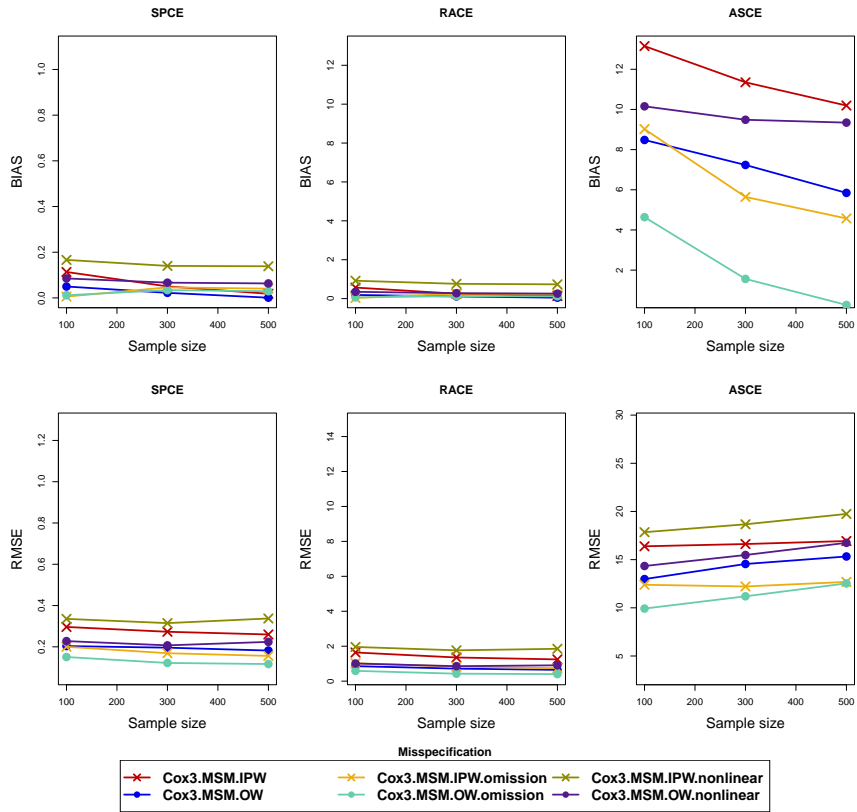 SPCE
RACE
ASCE
BIAS
0.0 0.2 0.4 0.6 0.8 1.0
100 200 300 400 500
Sample size
BIAS
0 2 4 6 8 10 12
100 200 300 400 500
Sample size
BIAS
2 4 6 8 10 12
100 200 300 400 500
Sample size
SPCE
RACE
ASCE
RMSE
0.2 0.4 0.6 0.8 1.0 1.2
100 200 300 400 500
Sample size
RMSE
0 2 4 6 8 10 12 14
100 200 300 400 500
Sample size
RMSE
5 10 15 20 25 30
100 200 300 400 500
Sample size
Misspecification
Cox3.MSM.IPW Cox3.MSM.IPW.omission Cox3.MSM.IPW.nonlinear
Cox3.MSM.OW Cox3.MSM.OW.omission Cox3.MSM.OW.nonlinear